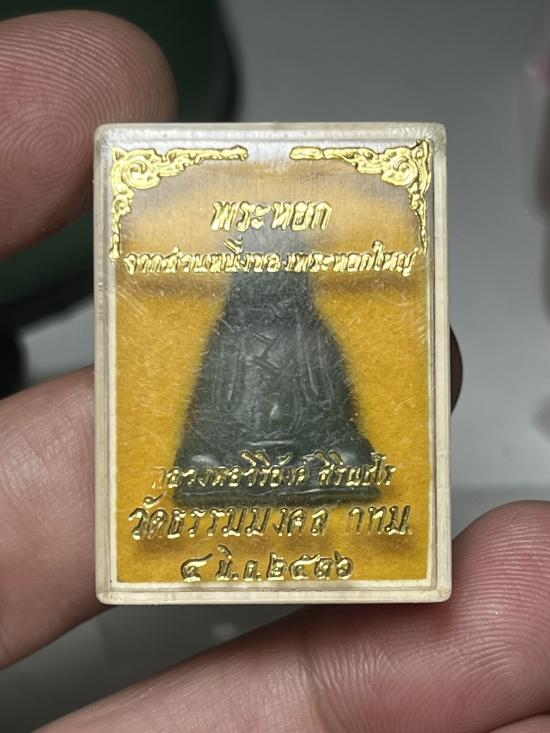 พระหยก
จากส่วนหนึ่งของพระหยกใหญ่
หลวงพ่อวิริยังค์ สิรินธโร
วัดธรรมมงคล กทม.
๔ มิ.ย.๒๕๓๖